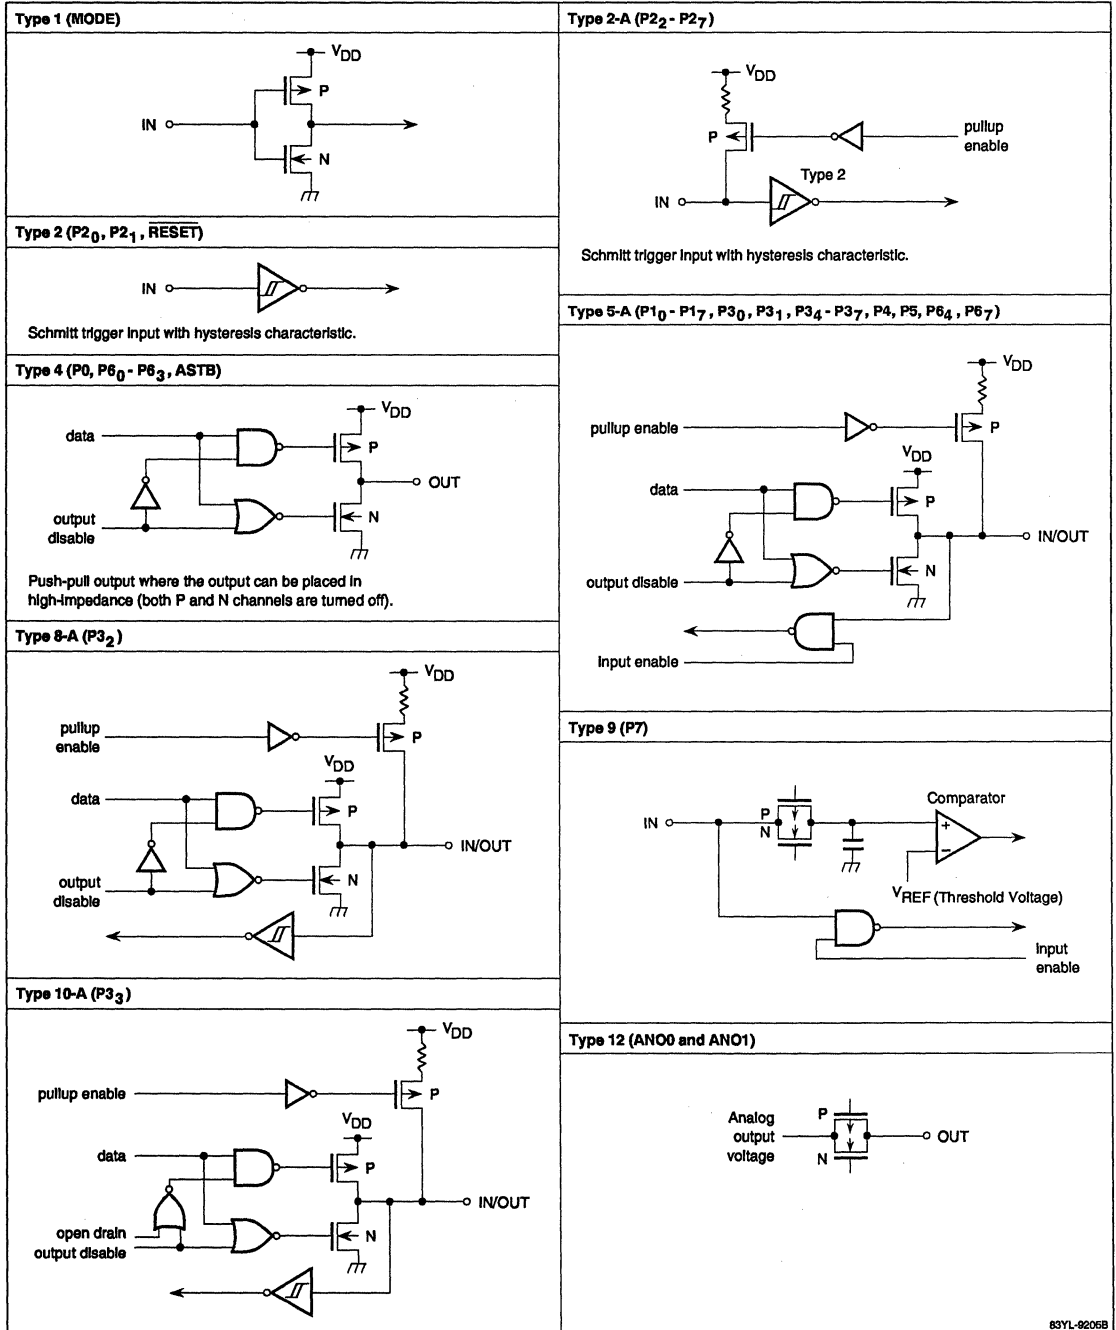 Type 1 (MODE)
VDD
P
IN
N
Type 2 (P20, P21, RESET)
IN
Schmitt trigger input with hysteresis characteristic.
Type 4 (P0, P60 - P63, ASTB)
VDD
data
P
OUT
N
output
disable
Push-pull output where the output can be placed in
high-impedance (both P and N channels are turned off).
Type 8-A (P32)
VDD
pullup
enable
P
VDD
data
P
IN/OUT
N
output
disable
Type 10-A (P33)
VDD
pullup enable
P
VDD
data
P
IN/OUT
open drain
output disable
N
Type 2-A (P22 - P27)
VDD
P
pullup
enable
Type 2
IN
Schmitt trigger input with hysteresis characteristic.
Type 5-A (P10 - P17, P30, P31, P34 - P37, P4, P5, P64, P67)
VDD
pullup enable
P
VDD
data
P
IN/OUT
output disable
N
Input enable
Type 9 (P7)
Comparator
IN
P
N
+
−
VREF (Threshold Voltage)
Input
enable
Type 12 (ANO0 and ANO1)
Analog
output
voltage
P
N
OUT
83YL-9205B